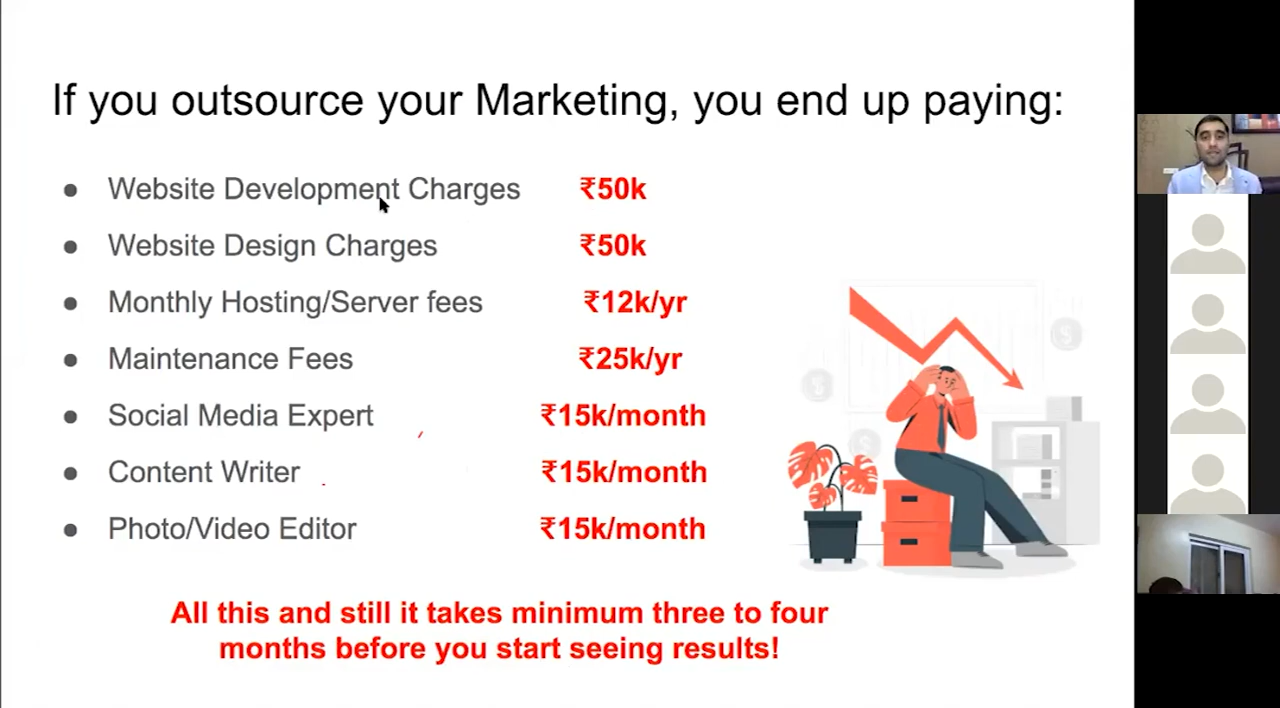 If you outsource your Marketing, you end up paying:
● Website Development Charges ₹50k
● Website Design Charges ₹50k
● Monthly Hosting/Server fees ₹12k/yr
● Maintenance Fees ₹25k/yr
● Social Media Expert ₹15k/month
● Content Writer ₹15k/month
● Photo/Video Editor ₹15k/month
All this and still it takes minimum three to four
months before you start seeing results!